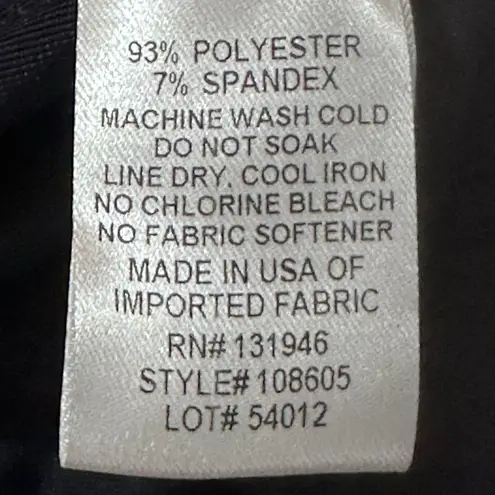 93% POLYESTER
7% SPANDEX
MACHINE WASH COLD
DO NOT SOAK
LINE DRY, COOL IRON
NO CHLORINE BLEACH
NO FABRIC SOFTENER
MADE IN USA OF
IMPORTED FABRIC
RN# 131946
STYLE# 108605
LOT# 54012